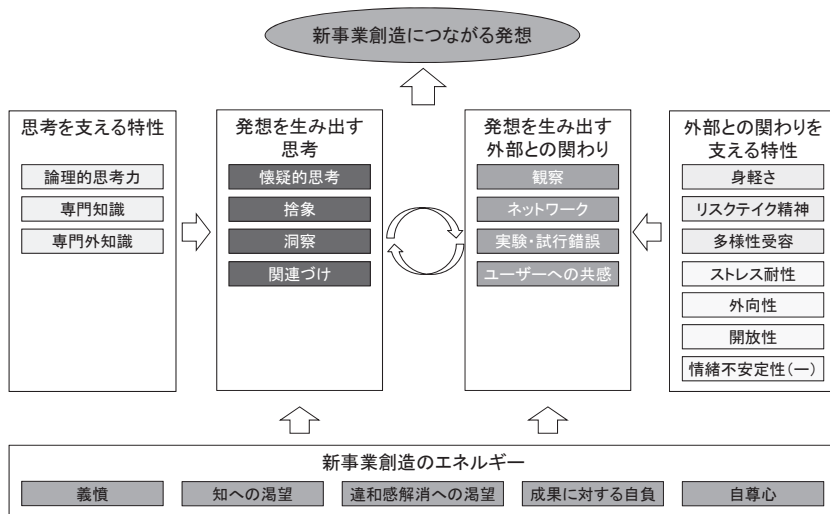 新事業創造につながる発想
思考を支える特性
論理的思考力
専門知識
専門外知識
発想を生み出す
思考
懐疑的思考
捨象
洞察
関連づけ
発想を生み出す
外部との関わり
観察
ネットワーク
実験・試行錯誤
ユーザーへの共感
外部との関わりを
支える特性
身軽さ
リスクテイク精神
多様性受容
ストレス耐性
外向性
開放性
情緒不安定性(ー)
新事業創造のエネルギー
義憤
知への渇望
違和感解消への渇望
成果に対する自負
自尊心